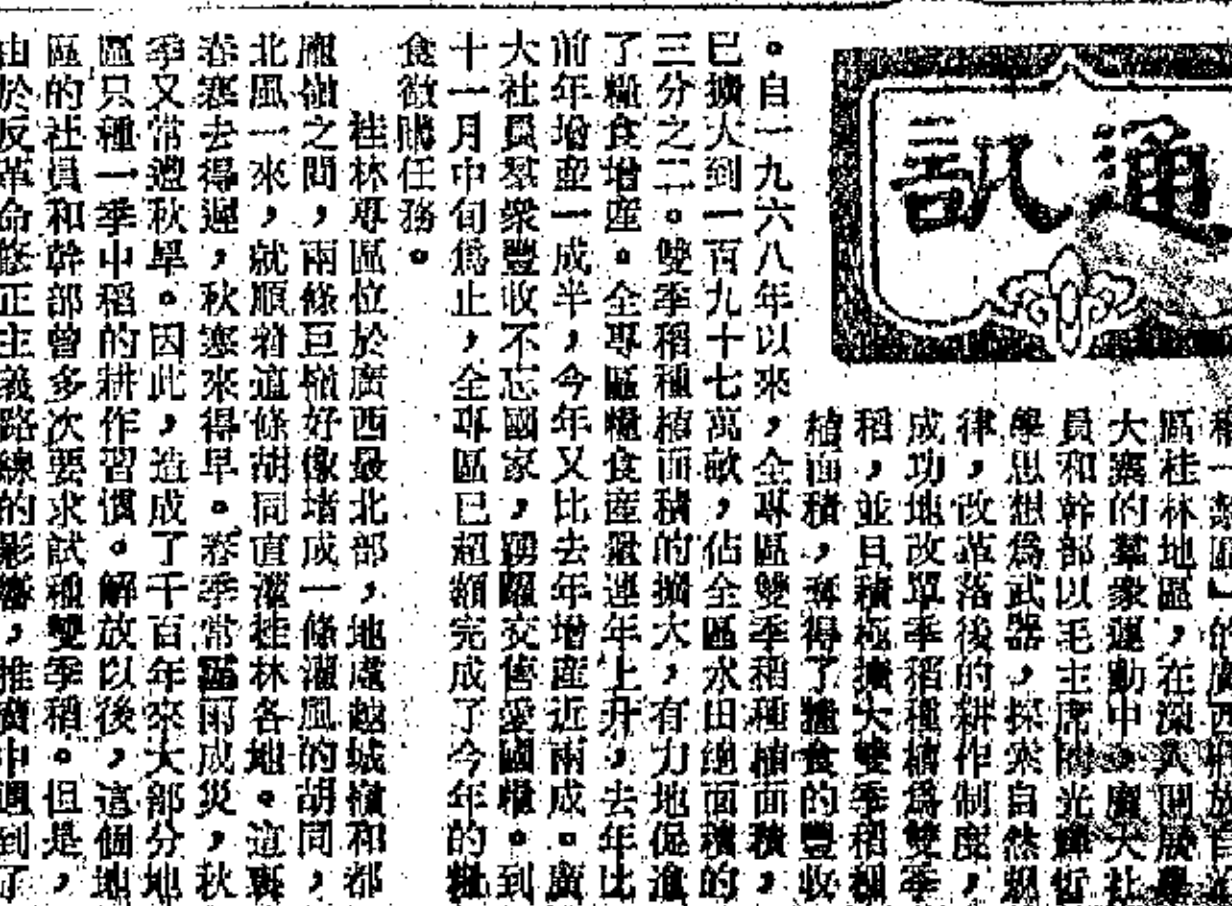 通訊
區桂林地區，在深入開展學
大寨的羣衆運動中，廣大社
員和幹部以毛主席的光輝哲
學思想爲武器，探索自然規
律，改革落後的耕作制度，
成功地改單季稻種植爲雙季
稻，並且積極擴大雙季稻種
植面積，奪得了糧食的豐收
。自一九六八年以來，全專區雙季稻種植面積，
已擴大到一百九十七萬畝，佔全區水田總面積的
三分之二。雙季稻種植面積的擴大，有力地促進
了糧食增産。全專區糧食産量連年上升，去年比
前年增産一成半，今年又比去年增産近兩成。廣
大社員羣衆豐收不忘國家，踴躍交售愛國糧。到
十一月中旬爲止，全專區已超額完成了今年的糧
食徵購任務。
桂林專區位於廣西最北部，地處越城嶺和都
龐嶺之間，兩條巨嶺好像堵成一條灌風的胡同，
北風一來，就順着這條胡同直灌桂林各地。這裏
春寒去得遲，秋寒來得早。春季常區雨成災，秋
季又常遭秋旱。因此，造成了千百年來大部分地
區只種一季中稻的耕作習慣。解放以後，這個地
區的社員和幹部曾多次要求試種雙季稻。但是，
由於反革命修正主義路線的影響，推廣中遇到了